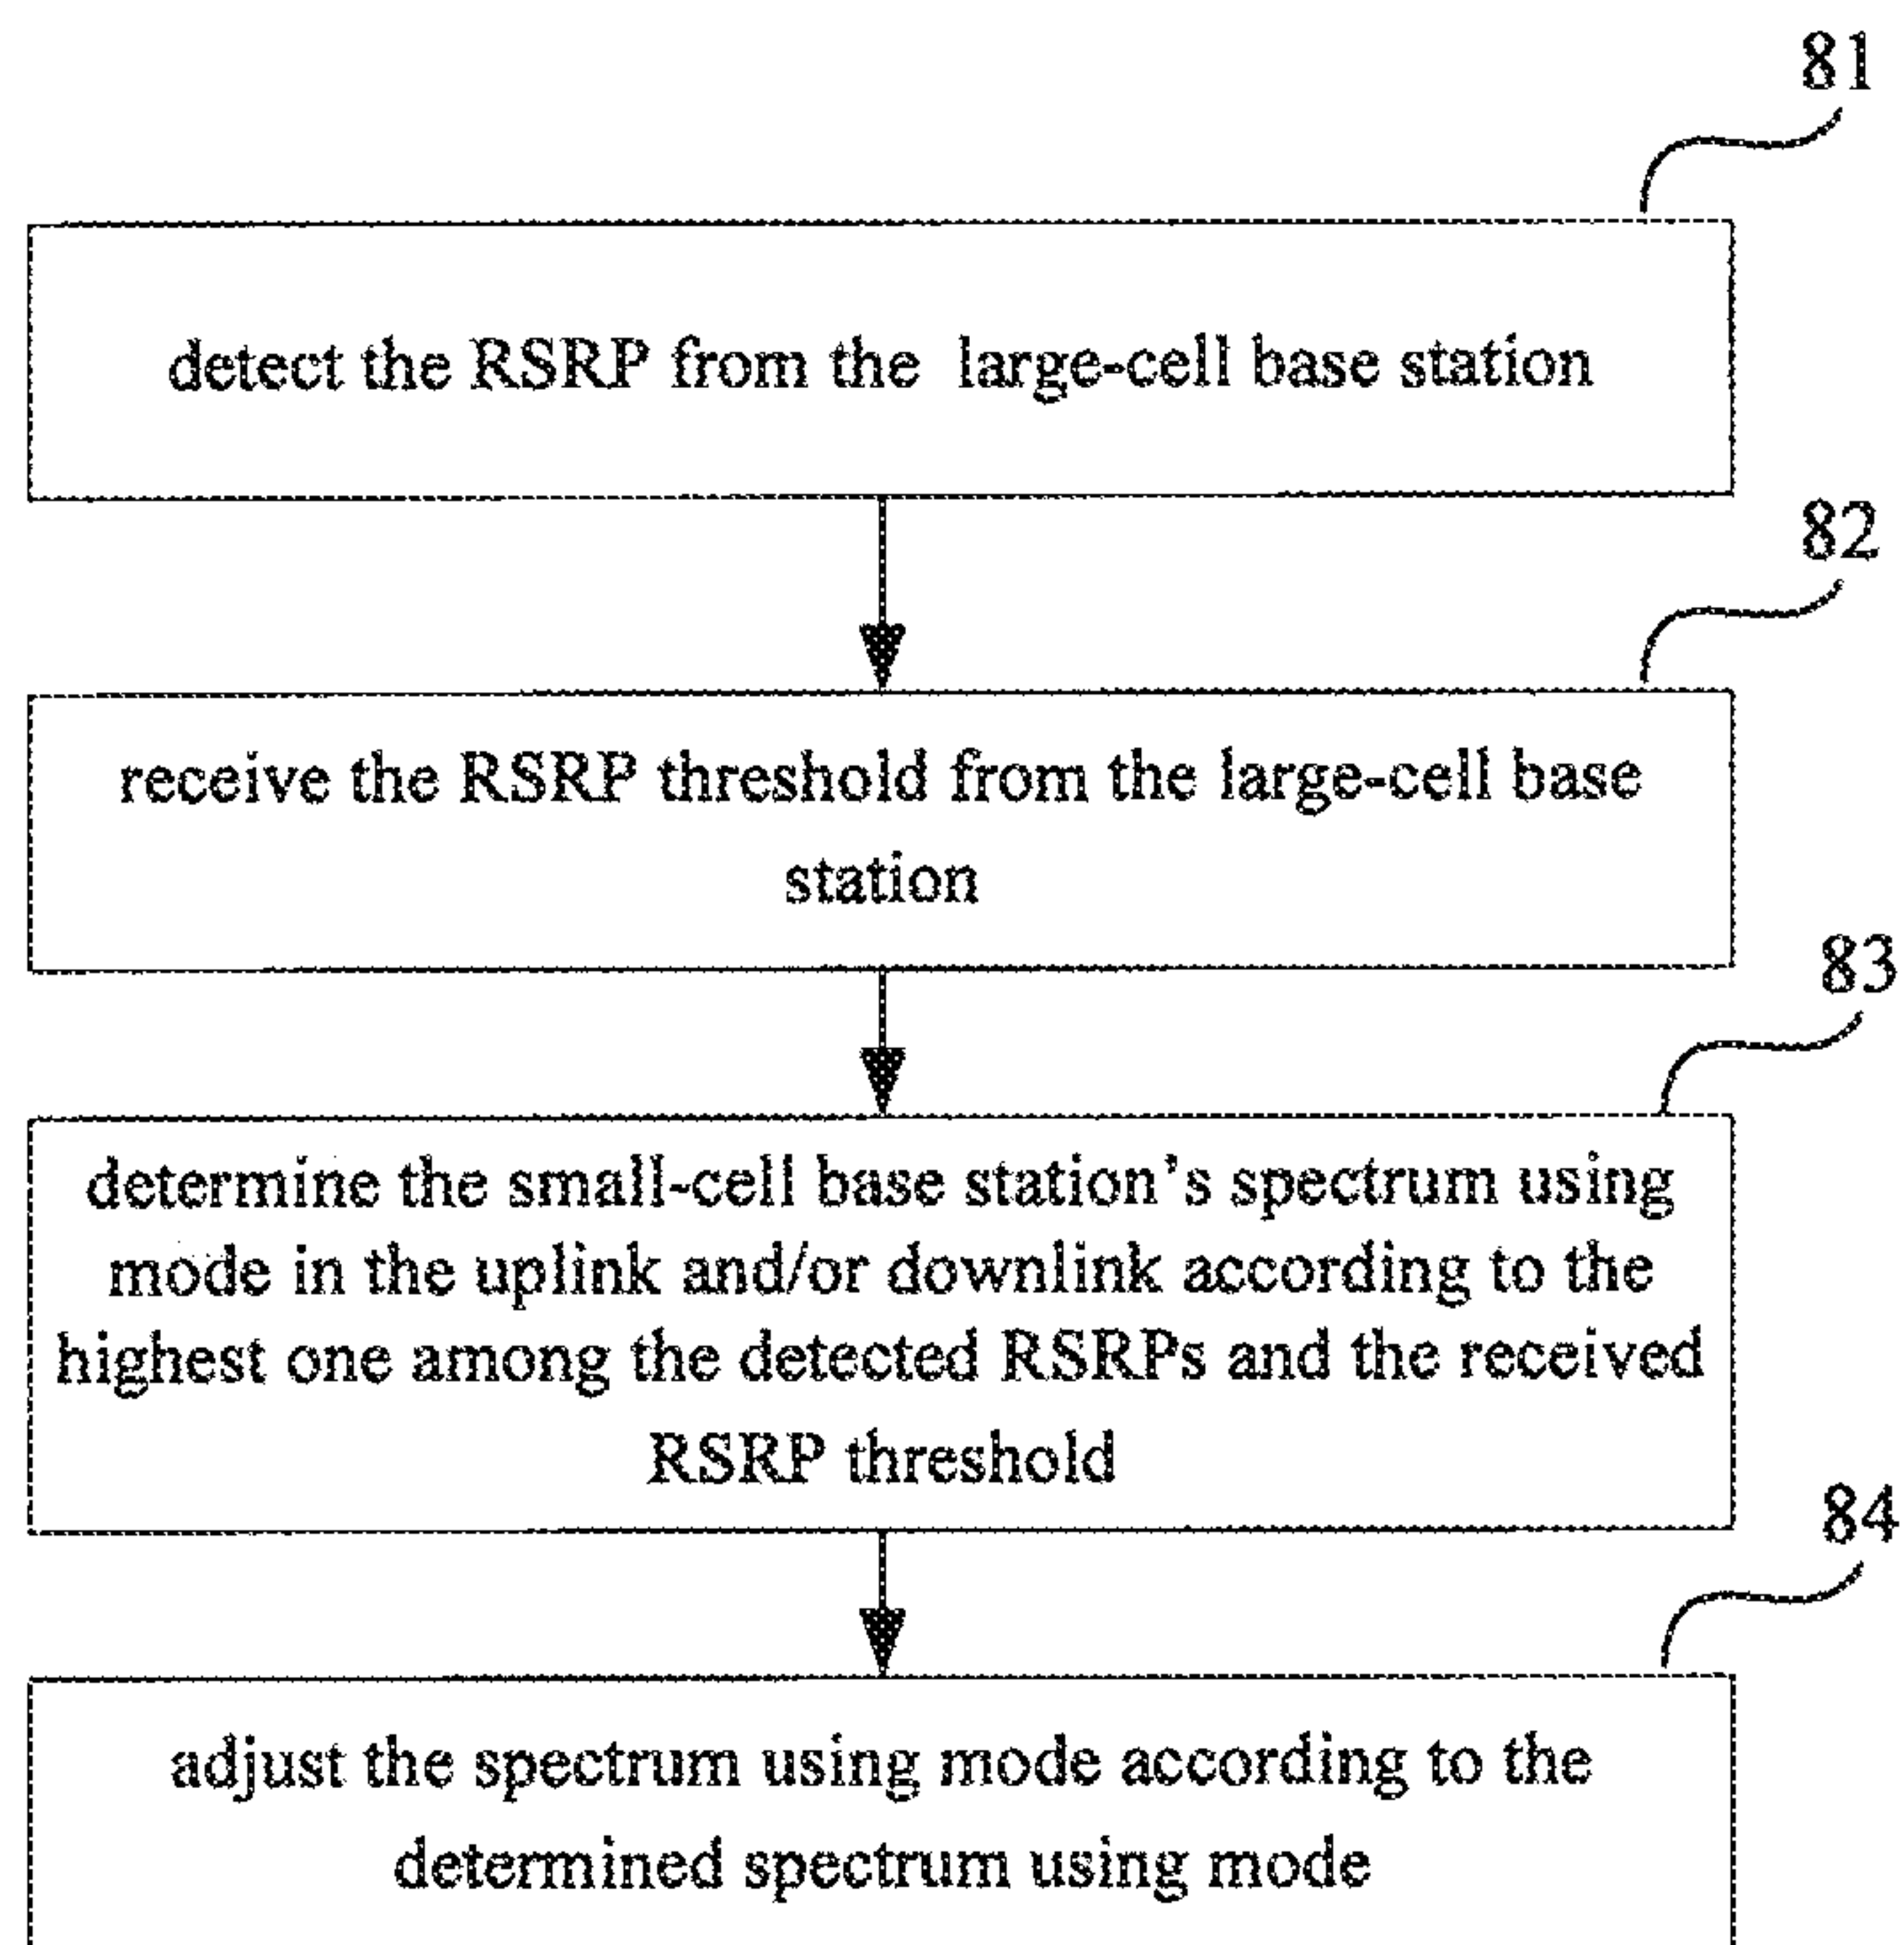 81
detect the RSRP from the large-cell base station
82
receive the RSRP threshold from the large-cell base
station
83
determine the small-cell base station's spectrum using
mode in the uplink and/or downlink according to the
highest one among the detected RSRPs and the received
RSRP threshold
84
adjust the spectrum using mode according to the
determined spectrum using mode